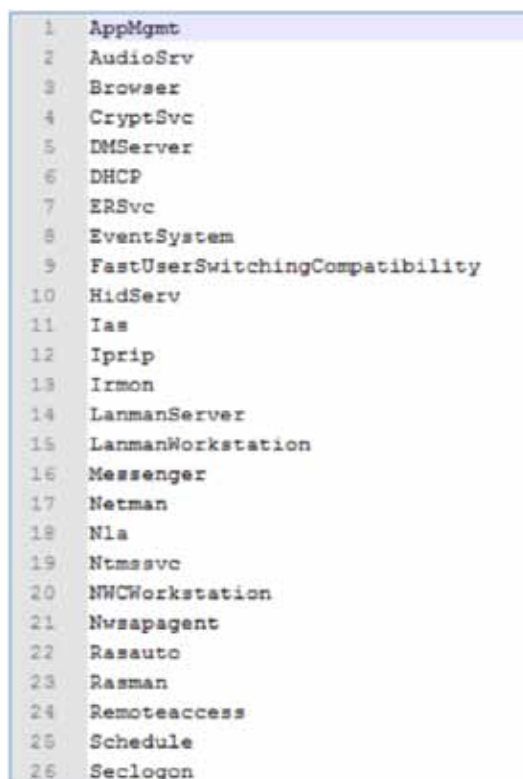 1 AppMgmt
2 AudioSrv
3 Browser
4 CryptSvc
5 DMServer
6 DHCP
7 ERSvc
8 EventSystem
9 FastUserSwitchingCompatibility
10 HidServ
11 Ias
12 Iprip
13 Irmon
14 LanmanServer
15 LanmanWorkstation
16 Messenger
17 Netman
18 Nla
19 Ntmssvc
20 NWCWorkstation
21 Nwsapagent
22 Rasauto
23 Rasman
24 Remoteaccess
25 Schedule
26 Seclogon